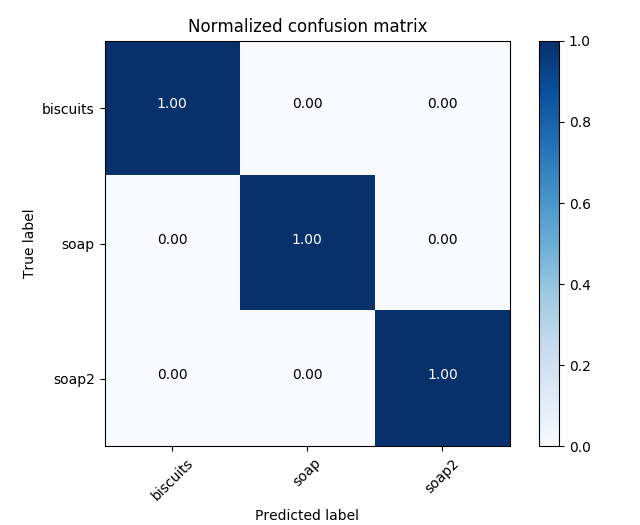 Normalized confusion matrix
biscuits 1.00 0.00 0.00
soap 0.00 1.00 0.00
soap2 0.00 0.00 1.00
True label
biscuits soap soap2
Predicted label
1.0
0.8
0.6
0.4
0.2
0.0